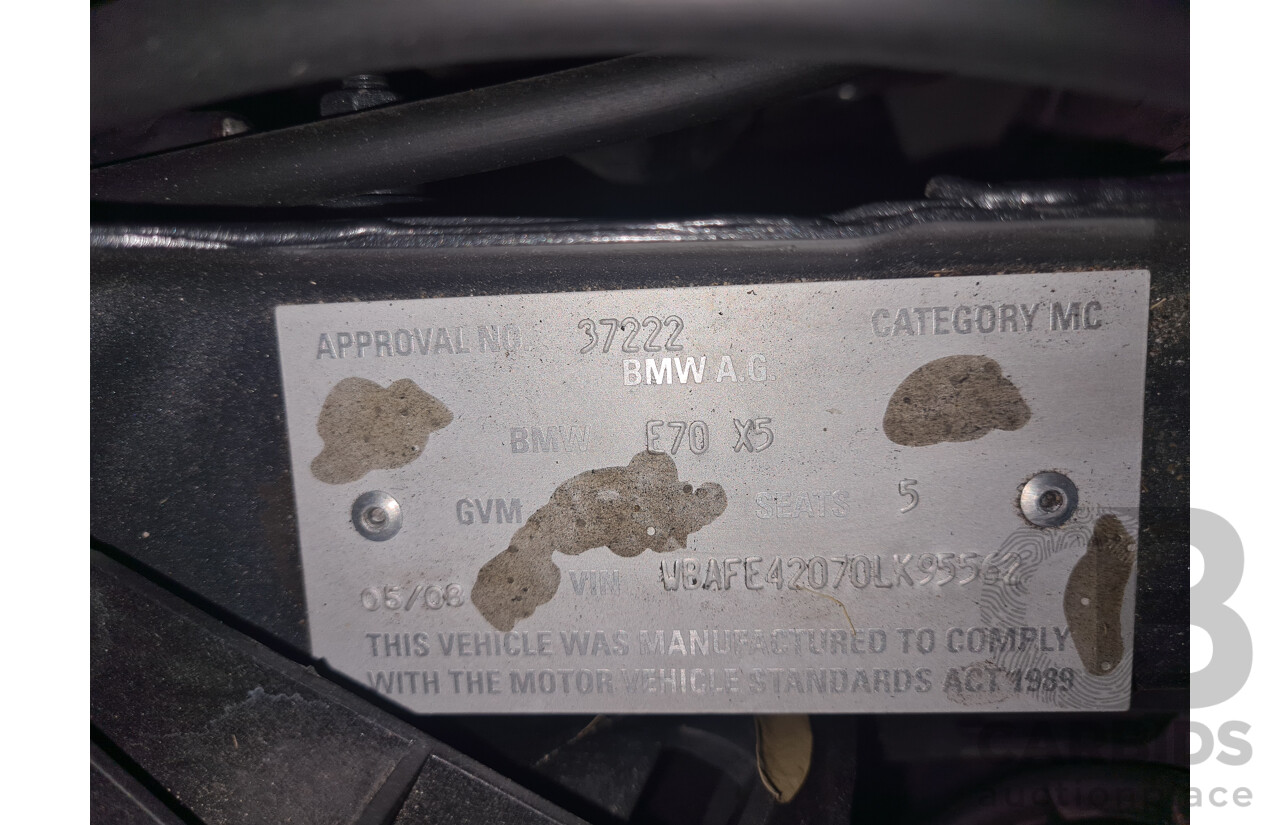 APPROVAL NO. 37222 CATEGORY MC
BMW A.G.
BMW E70 X5
GVM SEATS 5
05/08 VIN
THIS VEHICLE WAS MANUFACTURED TO COMPLY
WITH THE MOTOR VEHICLE STANDARDS ACT 1989
CARBIDS